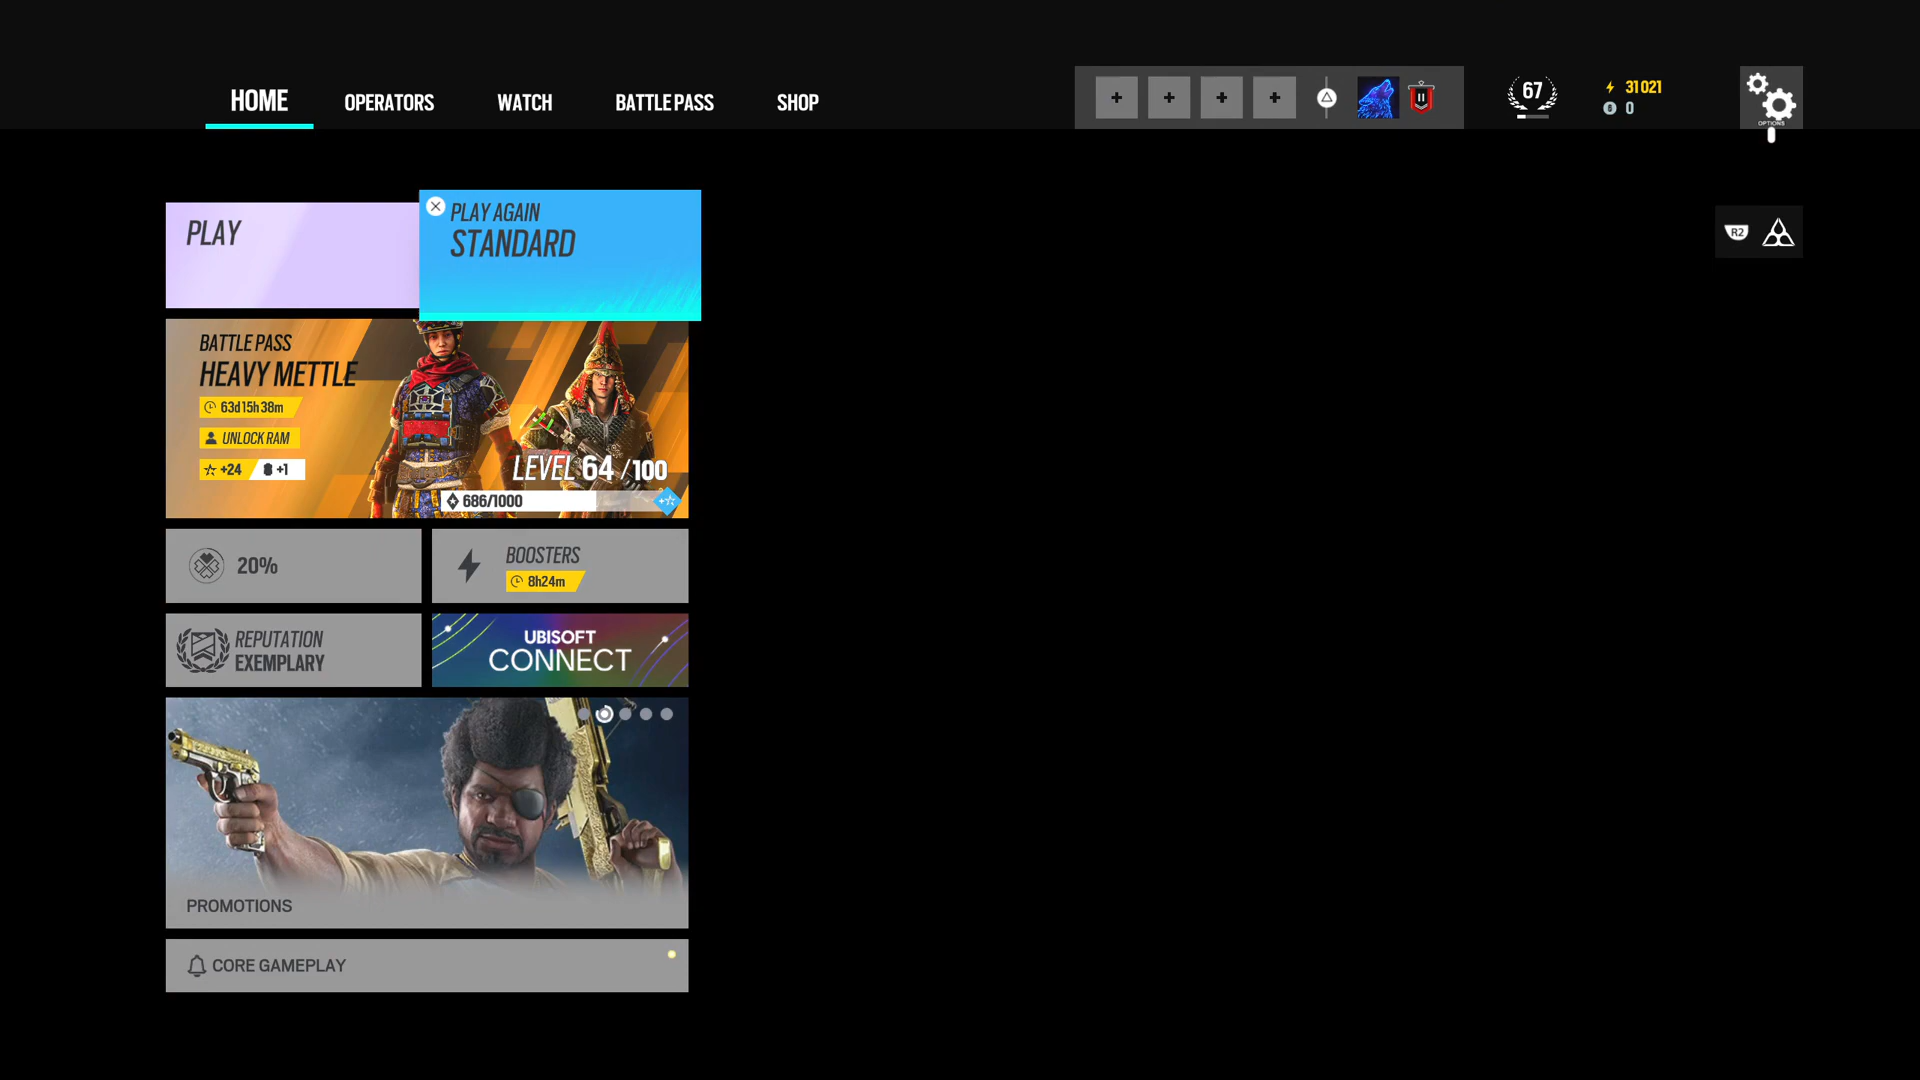 HOME
OPERATORS
WATCH
BATTLE PASS
SHOP
+
+
+
+
II
67
31 021
0
OPTIONS
PLAY
PLAY AGAIN
STANDARD
R2
BATTLE PASS
HEAVY METTLE
63d 15h 38m
UNLOCK RAM
+24
+1
LEVEL 64 /100
686/1000
20%
BOOSTERS
8h24m
REPUTATION
EXEMPLARY
UBISOFT
CONNECT
PROMOTIONS
CORE GAMEPLAY